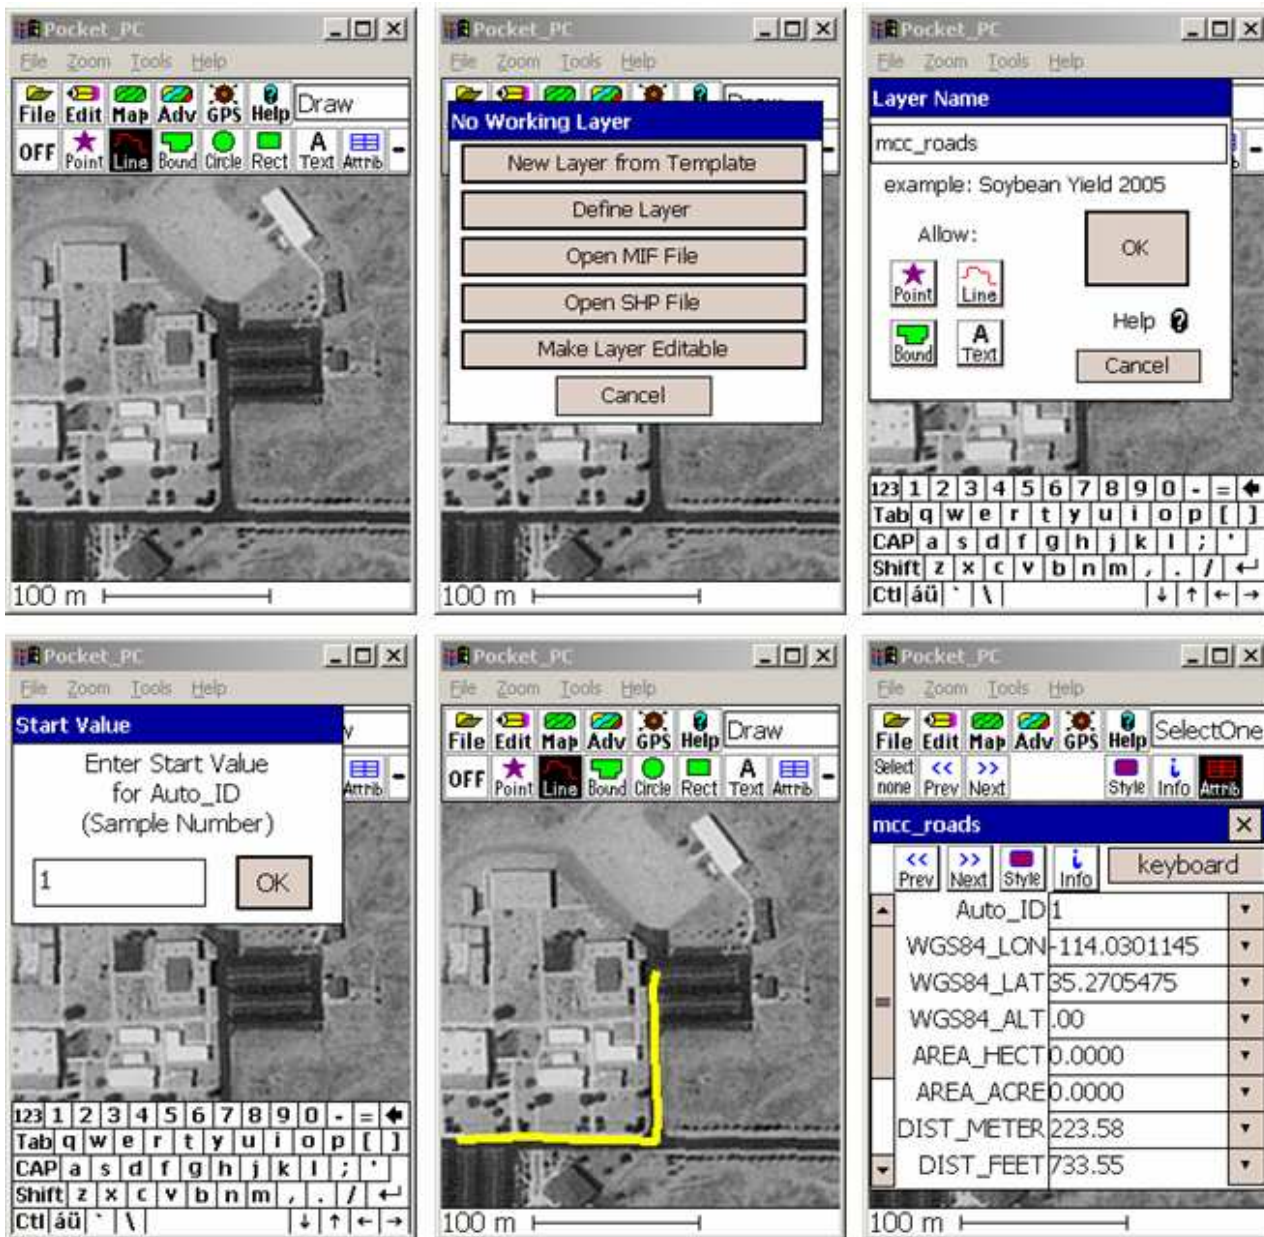 Pocket_PC
File Zoom Tools Help
File Edit Map Adv GPS Help Draw
OFF Point Line Bound Circle Rect Text Attrib -
100 m
Pocket_PC
File Zoom Tools Help
No Working Layer
New Layer from Template
Define Layer
Open MIF File
Open SHP File
Make Layer Editable
Cancel
100 m
Pocket_PC
File Zoom Tools Help
Layer Name
mcc_roads
example: Soybean Yield 2005
Allow:
OK
Point Line
Help ?
Bound Text
Cancel
123 1 2 3 4 5 6 7 8 9 0 - =
Tab q w e r t y u i o p [ ]
CAP a s d f g h j k l ; '
Shift z x c v b n m , . /
Ctl áü ` \ ↓ ↑ ← →
Pocket_PC
File Zoom Tools Help
Start Value
Enter Start Value
for Auto_ID
(Sample Number)
1 OK
Attrib -
123 1 2 3 4 5 6 7 8 9 0 - =
Tab q w e r t y u i o p [ ]
CAP a s d f g h j k l ; '
Shift z x c v b n m , . /
Ctl áü ` \ ↓ ↑ ← →
Pocket_PC
File Zoom Tools Help
File Edit Map Adv GPS Help Draw
OFF Point Line Bound Circle Rect Text Attrib -
100 m
Pocket_PC
File Zoom Tools Help
File Edit Map Adv GPS Help SelectOne
Select none << Prev >> Next Style Info Attrib
mcc_roads
<< Prev >> Next Style Info keyboard
Auto_ID 1
WGS84_LON -114.0301145
WGS84_LAT 35.2705475
WGS84_ALT .00
AREA_HECT 0.0000
AREA_ACRE 0.0000
DIST_METER 223.58
DIST_FEET 733.55
100 m